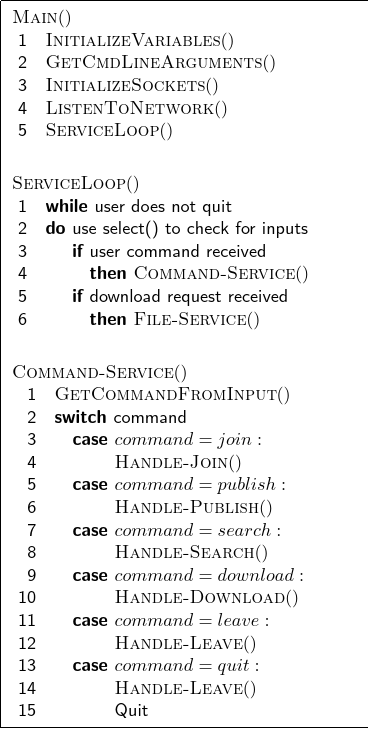 MAIN()
1 INITIALIZEVARIABLES()
2 GETCMDLINEARGUMENTS()
3 INITIALIZESOCKETS()
4 LISTENTONETWORK()
5 SERVICELOOP()
SERVICELOOP()
1 while user does not quit
2 do use select() to check for inputs
3 if user command received
4 then COMMAND-SERVICE()
5 if download request received
6 then FILE-SERVICE()
COMMAND-SERVICE()
1 GETCOMMANDFROMINPUT()
2 switch command
3 case command = join :
4 HANDLE-JOIN()
5 case command = publish :
6 HANDLE-PUBLISH()
7 case command = search :
8 HANDLE-SEARCH()
9 case command = download :
10 HANDLE-DOWNLOAD()
11 case command = leave :
12 HANDLE-LEAVE()
13 case command = quit :
14 HANDLE-LEAVE()
15 Quit